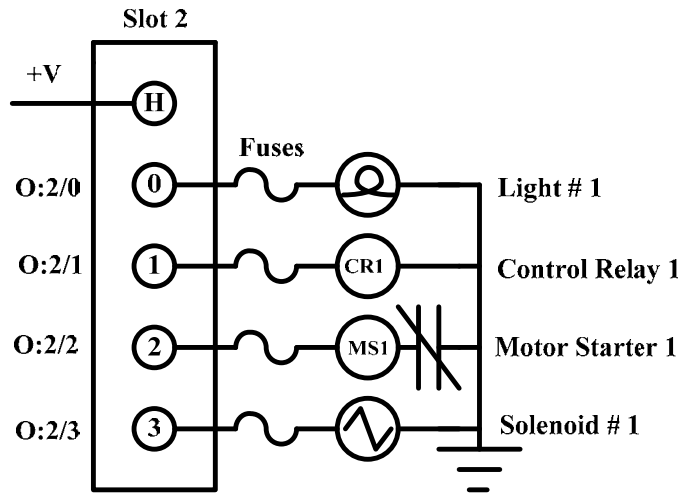 Slot 2
+V
H
Fuses
O:2/0 0 Light # 1
O:2/1 1 CR1 Control Relay 1
O:2/2 2 MS1 Motor Starter 1
O:2/3 3 Solenoid # 1